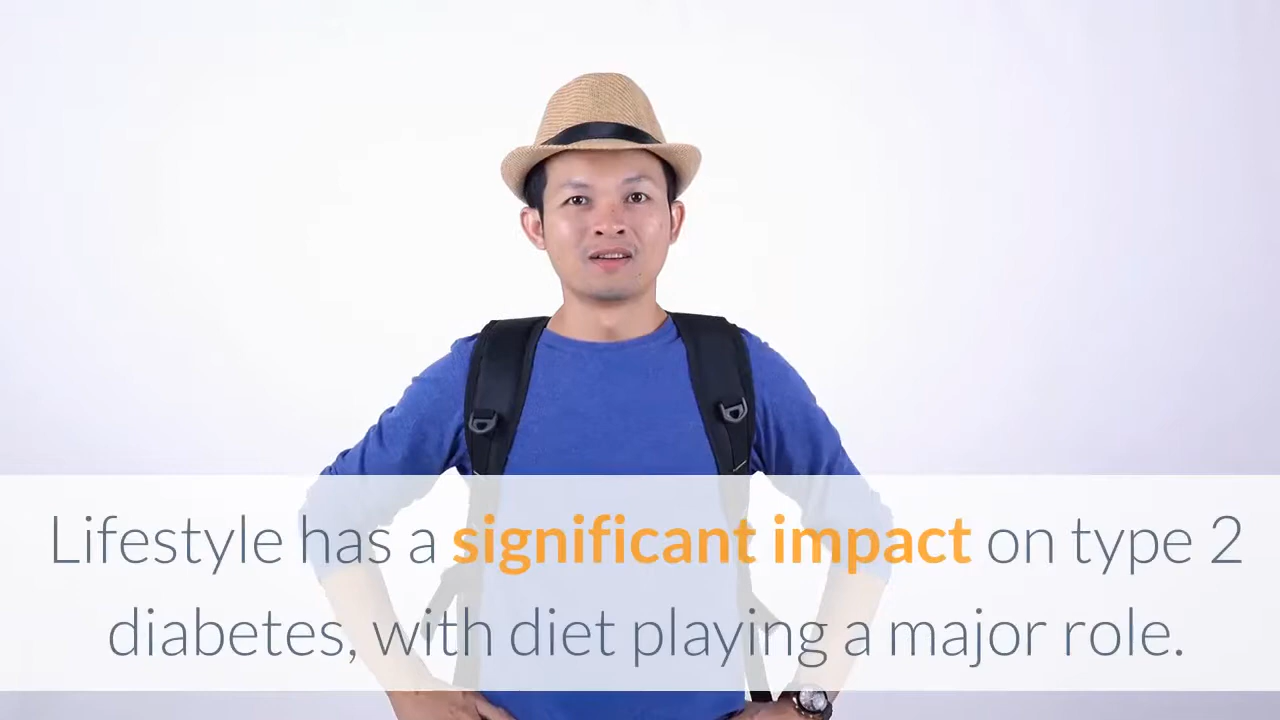 Lifestyle has a significant impact on type 2
diabetes, with diet playing a major role.